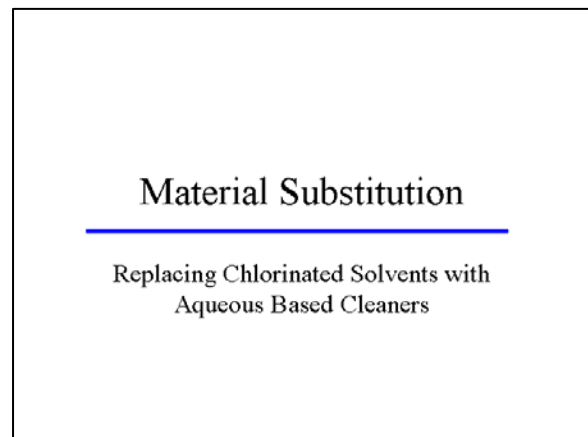 Material Substitution
Replacing Chlorinated Solvents with
Aqueous Based Cleaners